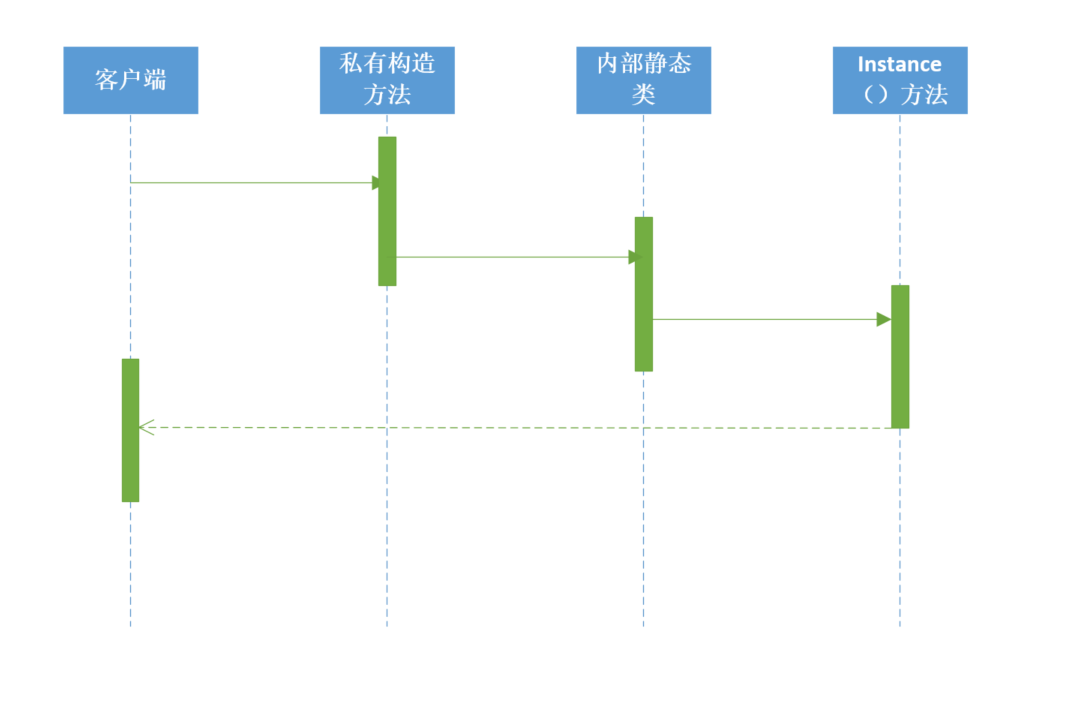 客户端
私有构造
方法
内部静态
类
Instance
（）方法